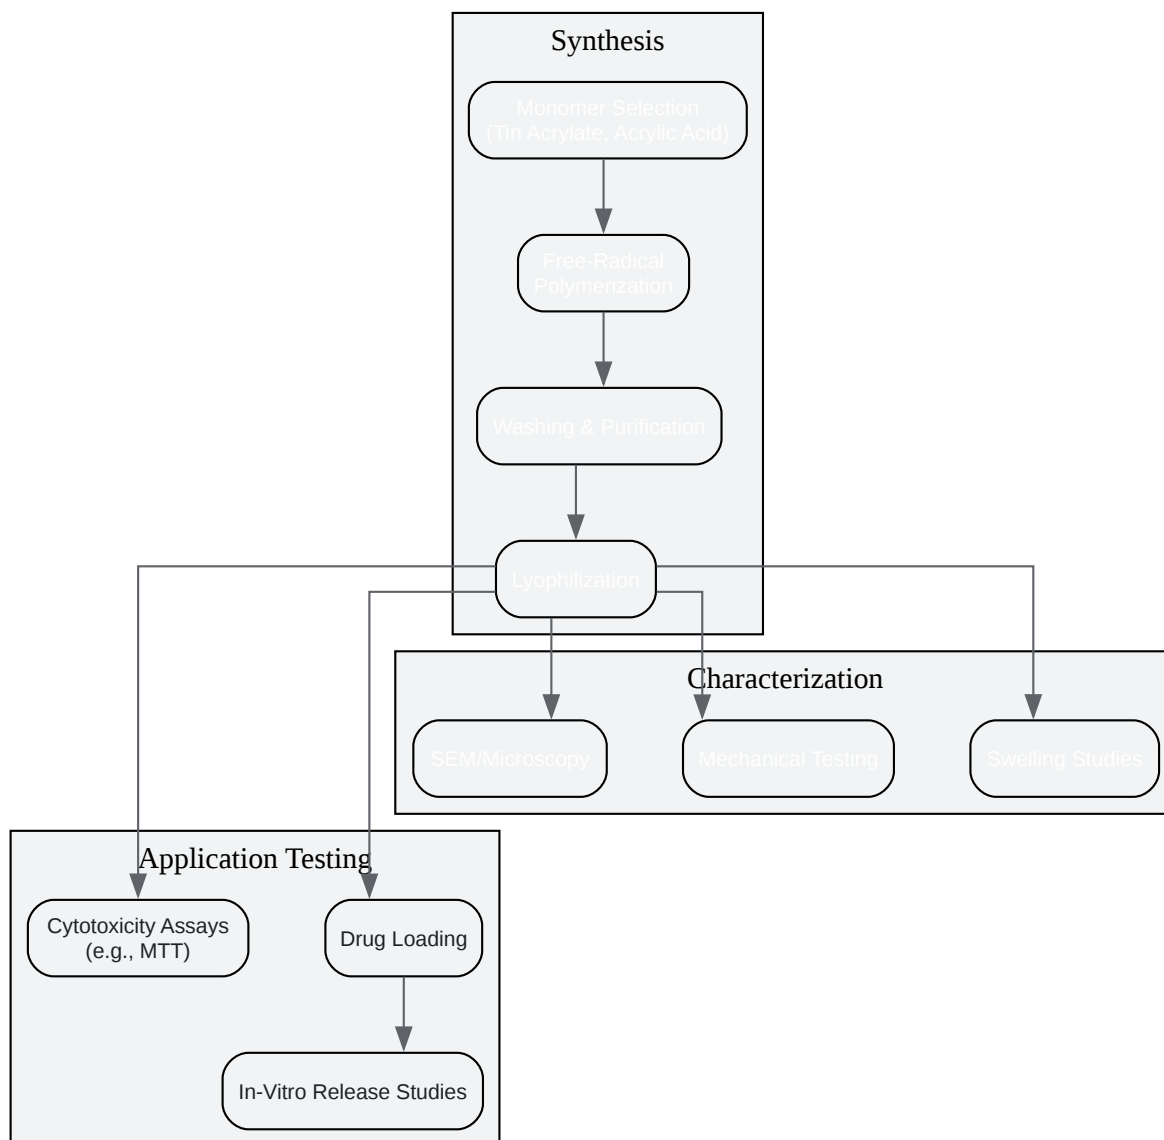 Synthesis
Monomer Selection
(Tin Acrylate, Acrylic Acid)
Free-Radical
Polymerization
Washing & Purification
Lyophilization
Characterization
SEM/Microscopy
Mechanical Testing
Swelling Studies
Application Testing
Cytotoxicity Assays
(e.g., MTT)
Drug Loading
In-Vitro Release Studies